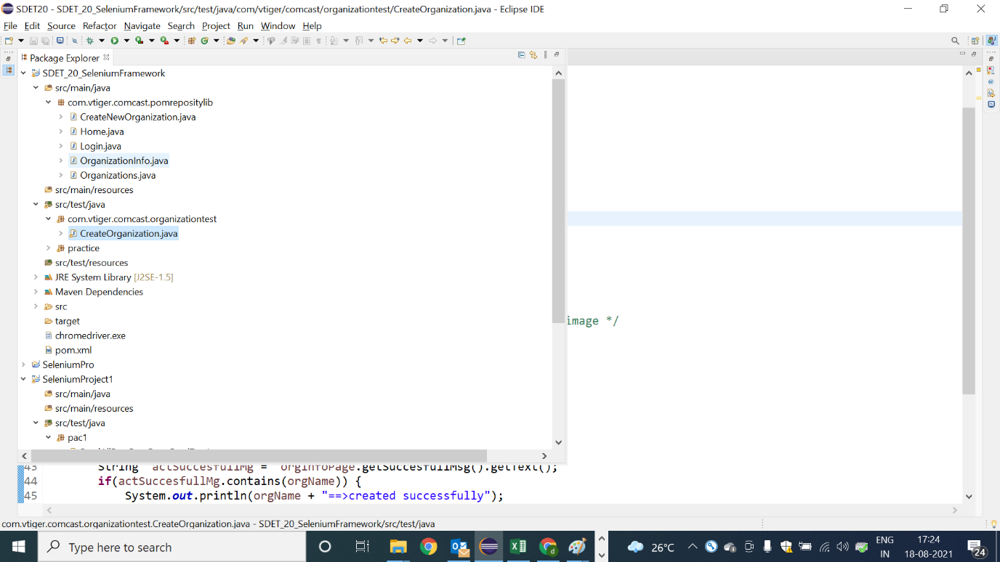 SDET20 - SDET_20_SeleniumFramework/src/test/java/com/vtiger/comcast/organizationtest/CreateOrganization.java - Eclipse IDE
File Edit Source Refactor Navigate Search Project Run Window Help
Package Explorer
SDET_20_SeleniumFramework
src/main/java
com.vtiger.comcast.pomrepositylib
CreateNewOrganization.java
Home.java
Login.java
OrganizationInfo.java
Organizations.java
src/main/resources
src/test/java
com.vtiger.comcast.organizationtest
CreateOrganization.java
practice
src/test/resources
JRE System Library [J2SE-1.5]
Maven Dependencies
src
image */
target
chromedriver.exe
pom.xml
SeleniumPro
SeleniumProject1
src/main/java
src/main/resources
src/test/java
pac1
43 String actSuccesfullMg = orgInfoPage.getSuccesfullMsg().getText();
44 if(actSuccesfullMg.contains(orgName)) {
45 System.out.println(orgName + "==>created successfully");
com.vtiger.comcast.organizationtest.CreateOrganization.java - SDET_20_SeleniumFramework/src/test/java
Type here to search
26°C
ENG
IN
17:24
18-08-2021
24